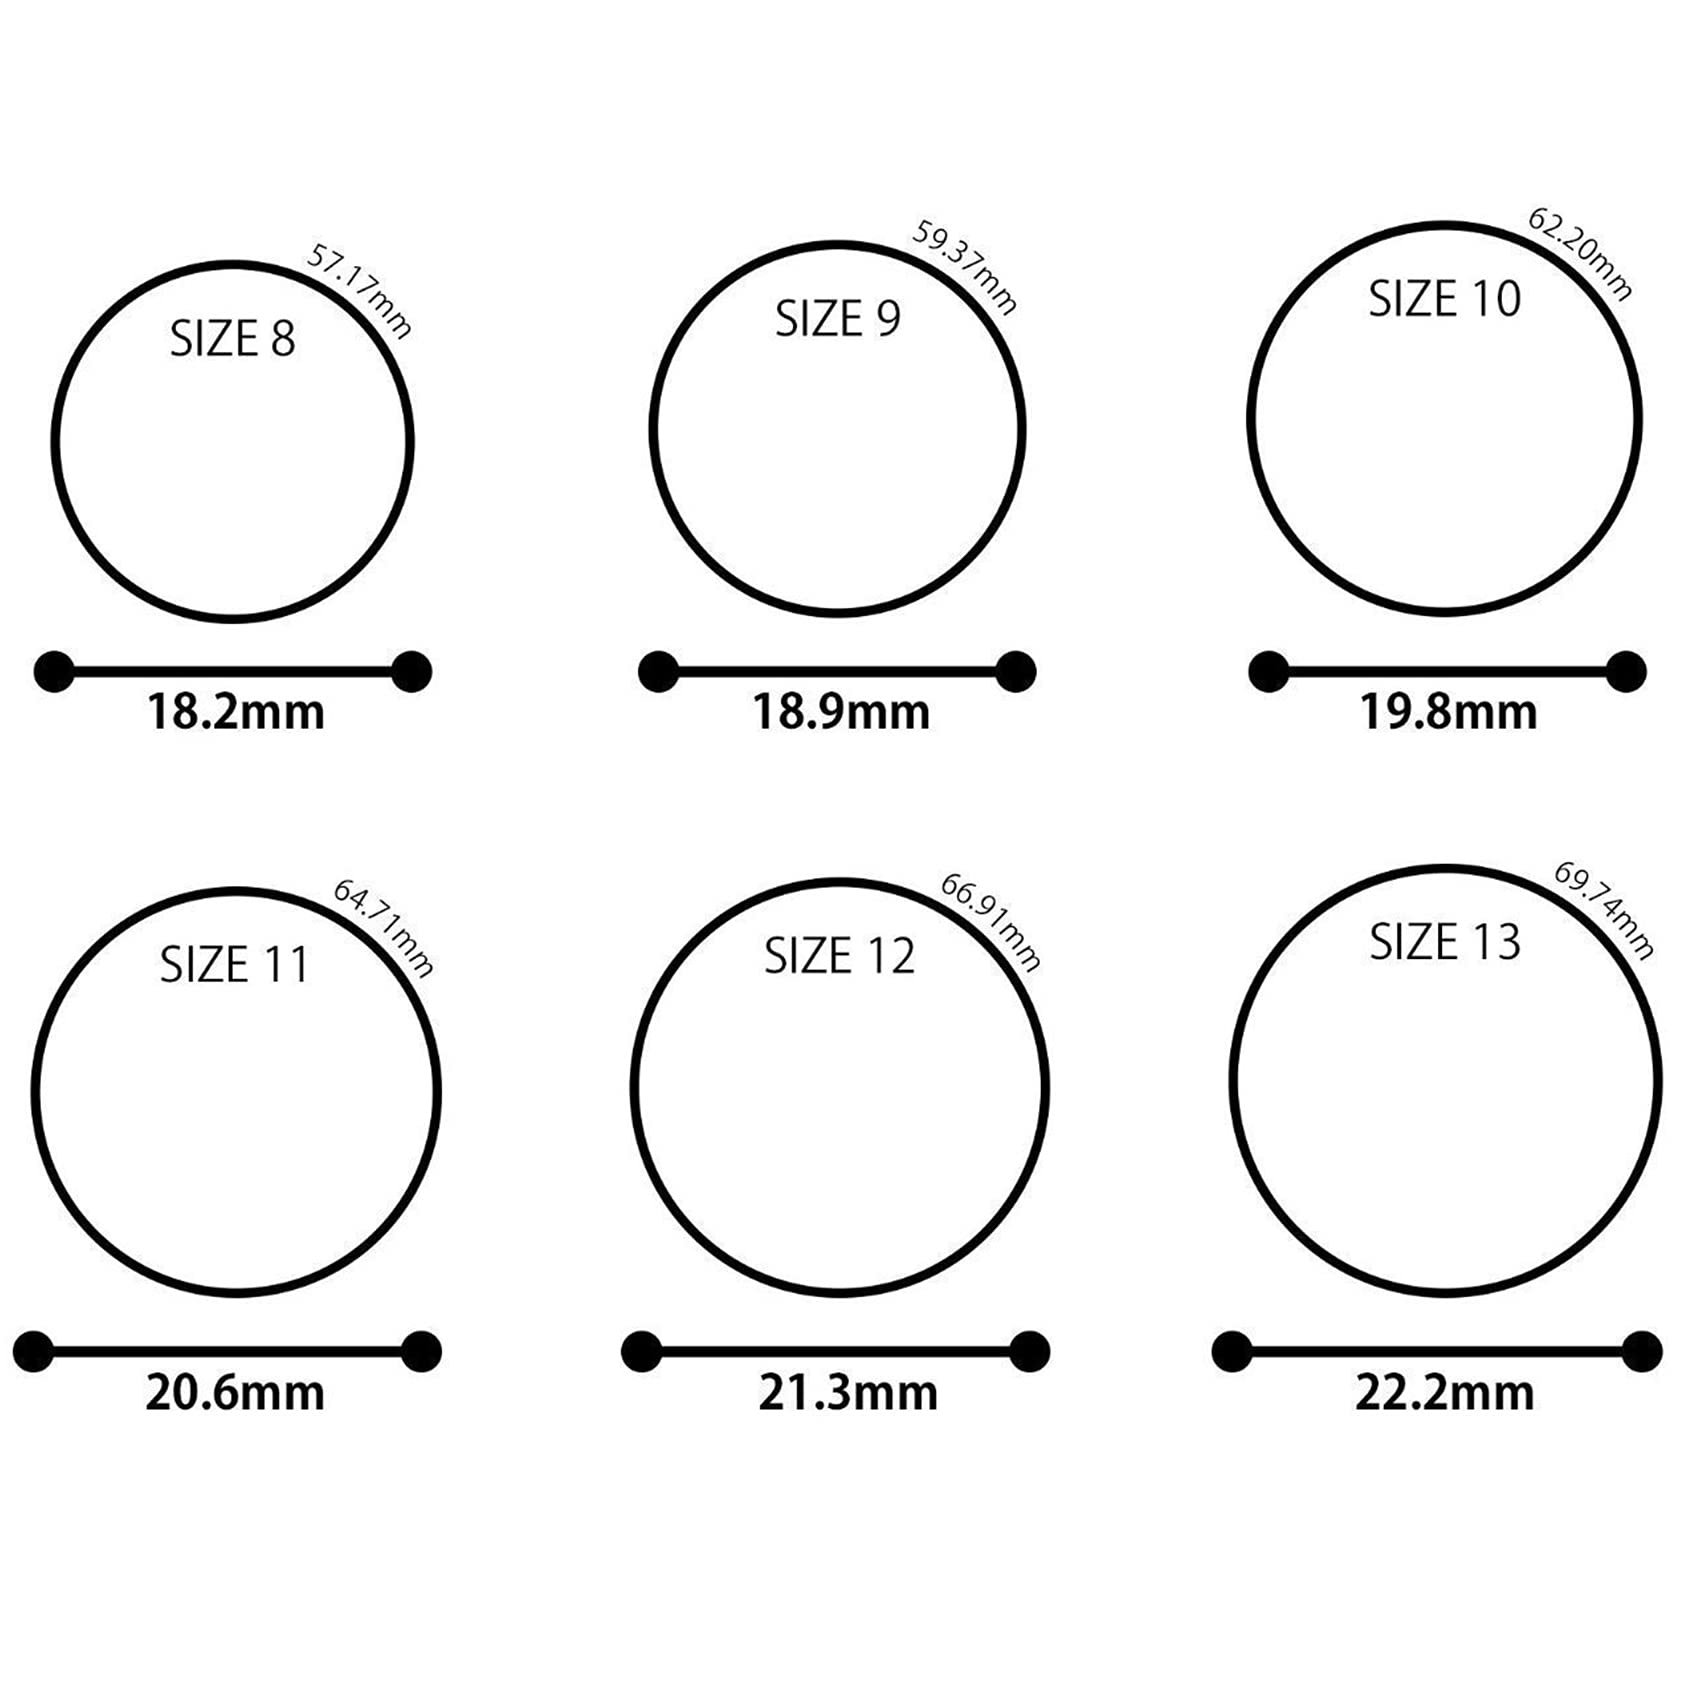 57.17mm
SIZE 8
18.2mm
59.37mm
SIZE 9
18.9mm
62.20mm
SIZE 10
19.8mm
64.71mm
SIZE 11
20.6mm
66.91mm
SIZE 12
21.3mm
69.74mm
SIZE 13
22.2mm